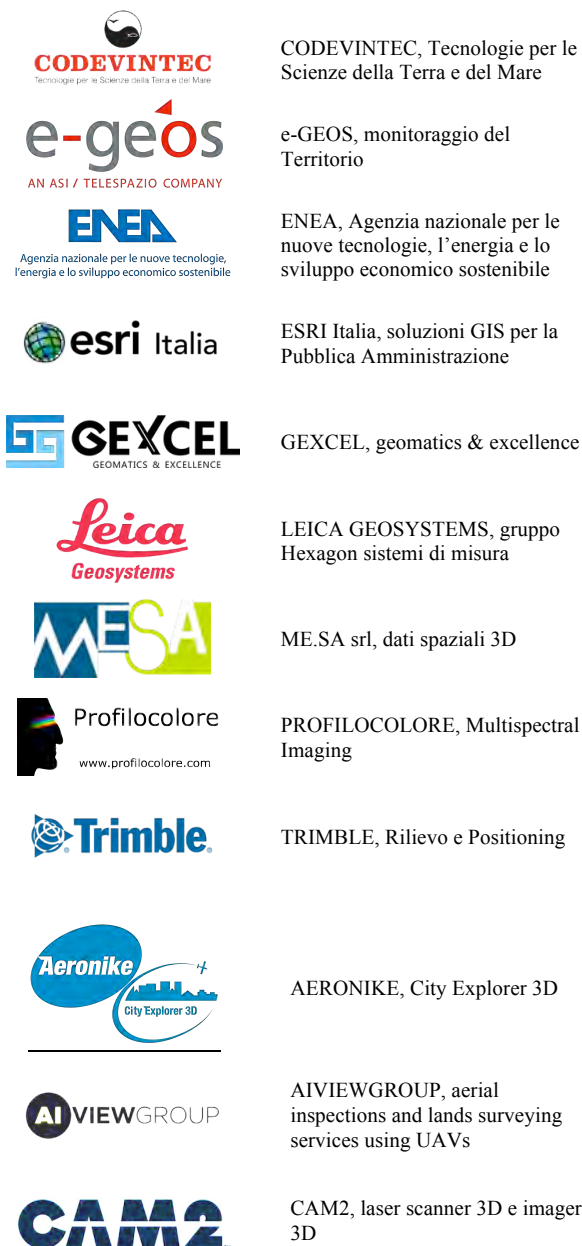 CODEVINTEC
Tecnologie per le Scienze della Terra e del Mare
CODEVINTEC, Tecnologie per le
Scienze della Terra e del Mare
e-geos
AN ASI / TELESPAZIO COMPANY
e-GEOS, monitoraggio del
Territorio
ENEA
Agenzia nazionale per le nuove tecnologie,
l'energia e lo sviluppo economico sostenibile
ENEA, Agenzia nazionale per le
nuove tecnologie, l'energia e lo
sviluppo economico sostenibile
esri Italia
ESRI Italia, soluzioni GIS per la
Pubblica Amministrazione
GEXCEL
GEOMATICS & EXCELLENCE
GEXCEL, geomatics & excellence
Leica
Geosystems
LEICA GEOSYSTEMS, gruppo
Hexagon sistemi di misura
MESA
ME.SA srl, dati spaziali 3D
Profilocolore
www.profilocolore.com
PROFILOCOLORE, Multispectral
Imaging
Trimble.
TRIMBLE, Rilievo e Positioning
Aeronike
City Explorer 3D
AERONIKE, City Explorer 3D
AIVIEWGROUP
AIVIEWGROUP, aerial
inspections and lands surveying
services using UAVs
CAM2
CAM2, laser scanner 3D e imager
3D